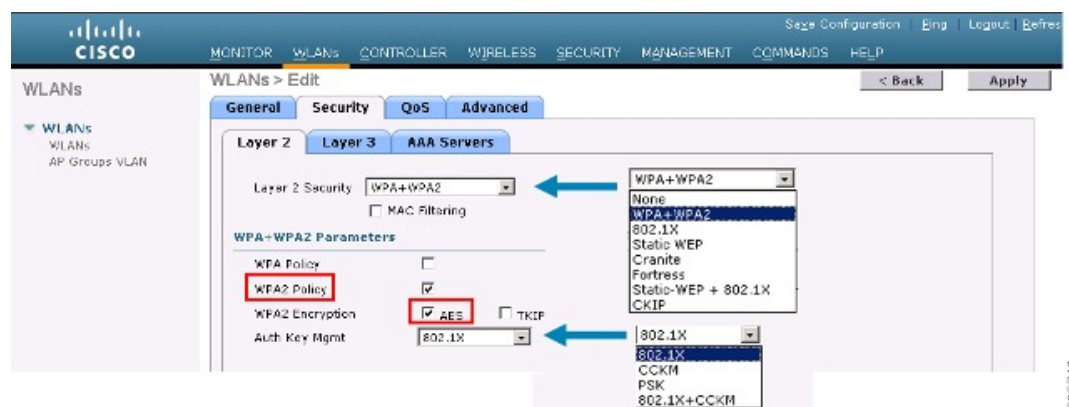 Save Configuration | Ping | Logout | Refres
CISCO
MONITOR WLANs CONTROLLER WIRELESS SECURITY MANAGEMENT COMMANDS HELP
WLANs
WLANs > Edit
< Back
Apply
General Security QoS Advanced
WLANs
WLANs
AP Groups VLAN
Layer 2 Layer 3 AAA Servers
Layer 2 Security WPA+WPA2
MAC Filtering
WPA+WPA2 Parameters
WPA Policy
WPA2 Policy
WPA2 Encryption AES TKIP
Auth Key Mgmt 802.1X
WPA+WPA2
None
WPA+WPA2
802.1X
Static WEP
Cranite
Fortress
Static-WEP + 802.1X
CKIP
802.1X
802.1X
CCKM
PSK
802.1X+CCKM